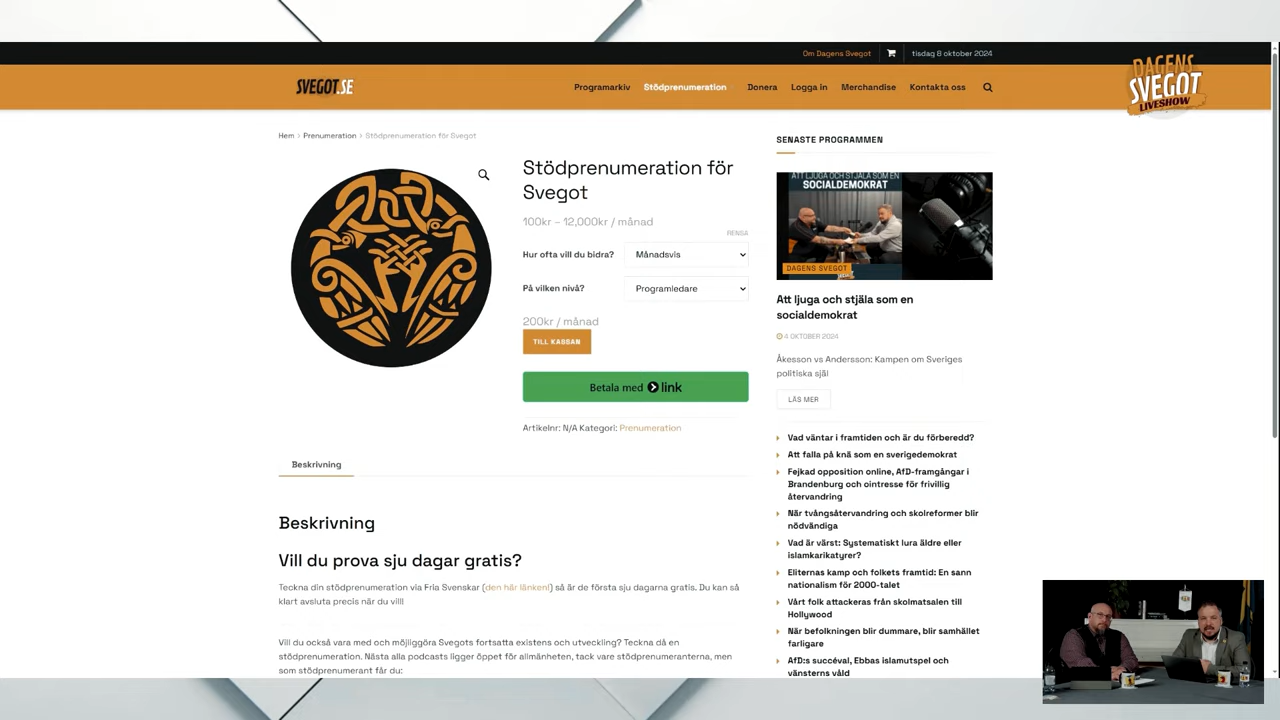 Om Dagens Svegot
tisdag 8 oktober 2024
SVEGOT.SE
Programarkiv
Stödprenumeration
Donera
Logga in
Merchandise
Kontakta oss
DAGENS
SVEGOT
LIVESHOW
Hem › Prenumeration › Stödprenumeration för Svegot
Stödprenumeration för
Svegot
100kr – 12,000kr / månad
RENSA
Hur ofta vill du bidra?
Månadsvis
På vilken nivå?
Programledare
200kr / månad
TILL KASSAN
Betala med link
Artikelnr: N/A Kategori: Prenumeration
Beskrivning
Beskrivning
Vill du prova sju dagar gratis?
Teckna din stödprenumeration via Fria Svenskar (den här länken!) så är de första sju dagarna gratis. Du kan så
klart avsluta precis när du vill!
Vill du också vara med och möjliggöra Svegots fortsatta existens och utveckling? Teckna då en
stödprenumeration. Nästa alla podcasts ligger öppet för allmänheten, tack vare stödprenumeranterna, men
som stödprenumerant får du:
SENASTE PROGRAMMEN
ATT LJUGA OCH STJÄLA SOM EN
SOCIALDEMOKRAT
DAGENS SVEGOT
Att ljuga och stjäla som en
socialdemokrat
4 OKTOBER 2024
Åkesson vs Andersson: Kampen om Sveriges
politiska själ
LÄS MER
Vad väntar i framtiden och är du förberedd?
Att falla på knä som en sverigedemokrat
Fejkad opposition online, AfD-framgångar i
Brandenburg och ointresse för frivillig
återvandring
När tvångsåtervandring och skolreformer blir
nödvändiga
Vad är värst: Systematiskt lura äldre eller
islamkarikatyrer?
Eliternas kamp och folkets framtid: En sann
nationalism för 2000-talet
Vårt folk attackeras från skolmatsalen till
Hollywood
När befolkningen blir dummare, blir samhället
farligare
AfD:s succéval, Ebbas islamutspel och
vänsterns våld